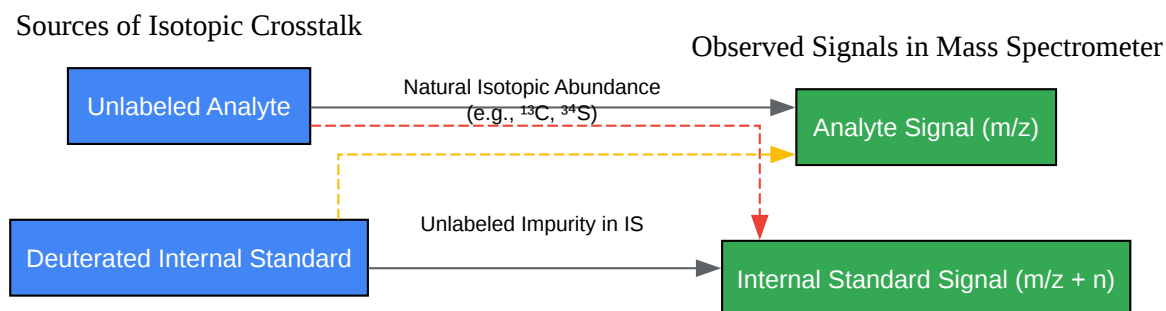 Sources of Isotopic Crosstalk
Observed Signals in Mass Spectrometer
Unlabeled Analyte
Natural Isotopic Abundance
(e.g., ¹³C, ³⁴S)
Analyte Signal (m/z)
Deuterated Internal Standard
Unlabeled Impurity in IS
Internal Standard Signal (m/z + n)